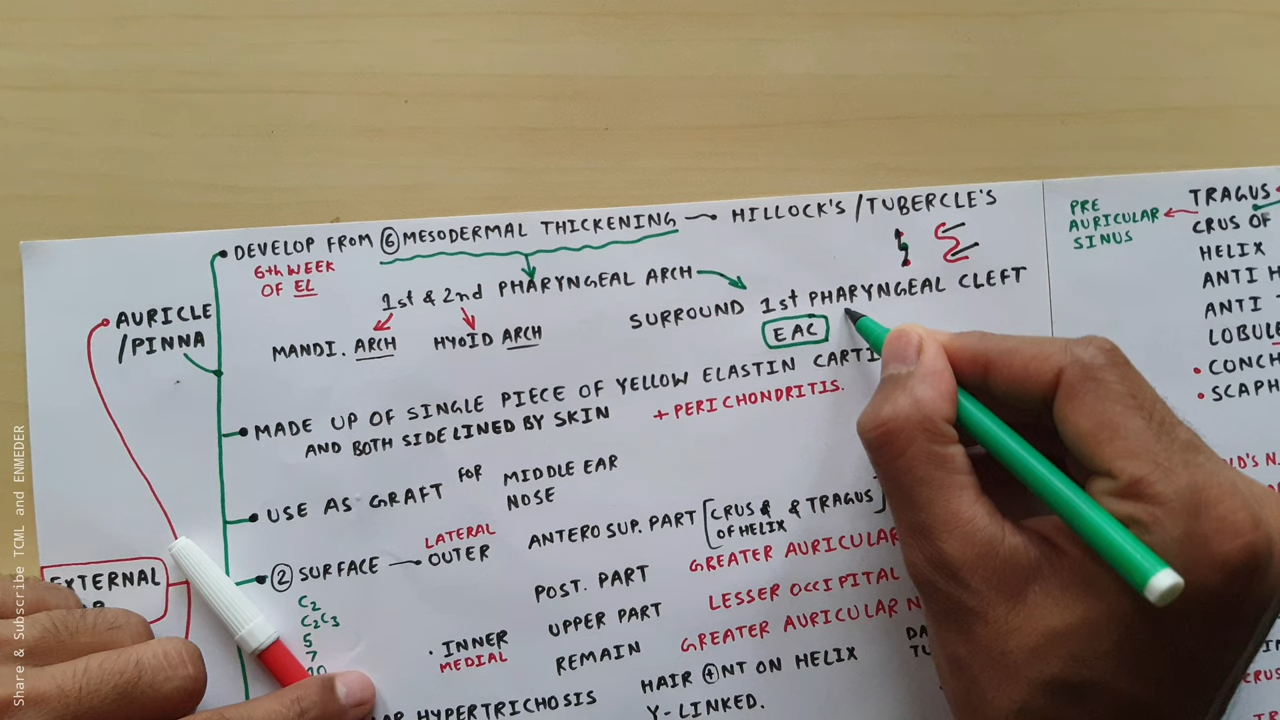 DEVELOP FROM ⑥ MESODERMAL THICKENING — HILLOCK'S / TUBERCLE'S
6th WEEK
OF EL
1st & 2nd PHARYNGEAL ARCH
SURROUND 1st PHARYNGEAL CLEFT
EAC
MANDI. ARCH HYOID ARCH
AURICLE
/PINNA
MADE UP OF SINGLE PIECE OF YELLOW ELASTIN CARTI
AND BOTH SIDE LINED BY SKIN + PERICHONDRITIS.
USE AS GRAFT FOR MIDDLE EAR
NOSE
② SURFACE — LATERAL
OUTER
ANTERO SUP. PART [CRUS & & TRAGUS]
OF HELIX
POST. PART GREATER AURICULAR
C2
C2C3
5
7
• INNER
MEDIAL
UPPER PART LESSER OCCIPITAL
REMAIN GREATER AURICULAR N
HYPERTRICHOSIS HAIR ⊕NT ON HELIX
Y-LINKED.
EXTERNAL
PRE
AURICULAR
SINUS
TRAGUS
CRUS OF
HELIX
ANTI H
ANTI
LOBULE
• CONCH
• SCAPH
Share & Subscribe TCML and ENMEDER